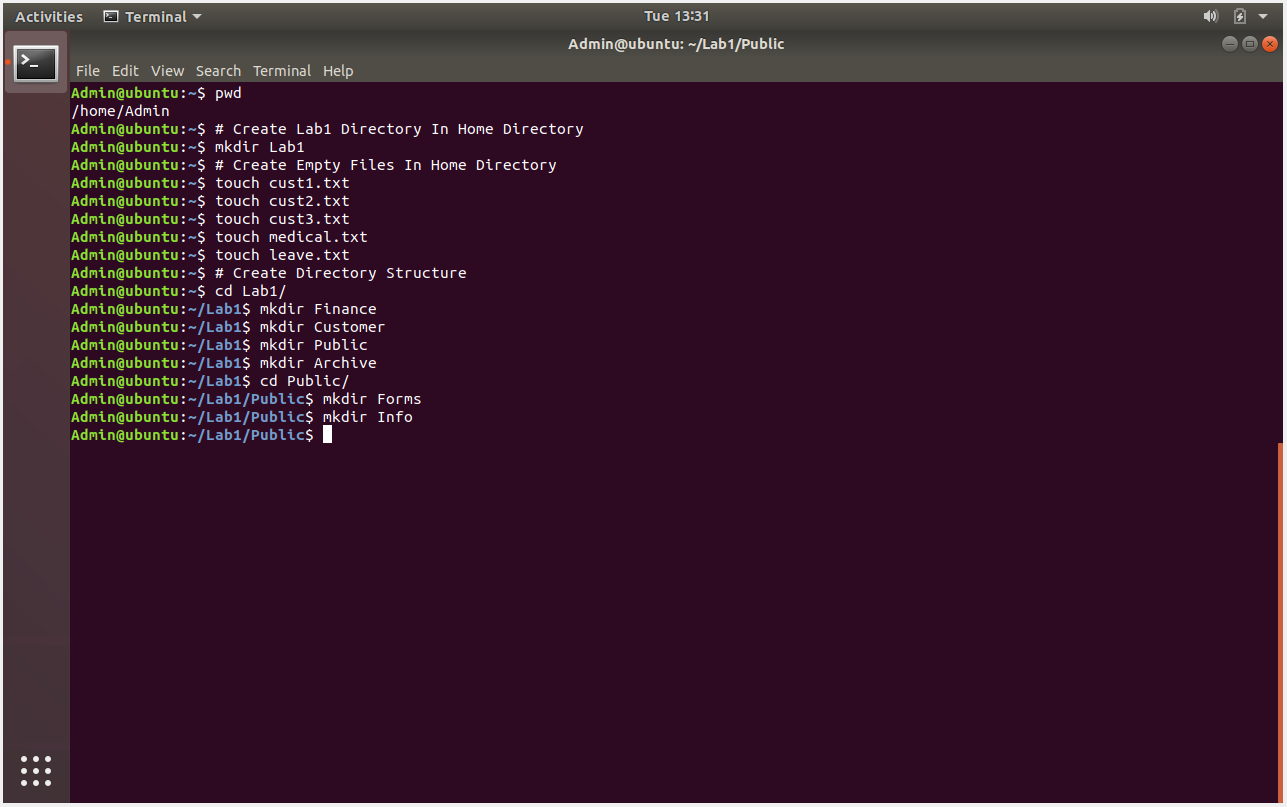 Activities Terminal Tue 13:31
Admin@ubuntu: ~/Lab1/Public
File Edit View Search Terminal Help
Admin@ubuntu:~$ pwd
/home/Admin
Admin@ubuntu:~$ # Create Lab1 Directory In Home Directory
Admin@ubuntu:~$ mkdir Lab1
Admin@ubuntu:~$ # Create Empty Files In Home Directory
Admin@ubuntu:~$ touch cust1.txt
Admin@ubuntu:~$ touch cust2.txt
Admin@ubuntu:~$ touch cust3.txt
Admin@ubuntu:~$ touch medical.txt
Admin@ubuntu:~$ touch leave.txt
Admin@ubuntu:~$ # Create Directory Structure
Admin@ubuntu:~$ cd Lab1/
Admin@ubuntu:~/Lab1$ mkdir Finance
Admin@ubuntu:~/Lab1$ mkdir Customer
Admin@ubuntu:~/Lab1$ mkdir Public
Admin@ubuntu:~/Lab1$ mkdir Archive
Admin@ubuntu:~/Lab1$ cd Public/
Admin@ubuntu:~/Lab1/Public$ mkdir Forms
Admin@ubuntu:~/Lab1/Public$ mkdir Info
Admin@ubuntu:~/Lab1/Public$